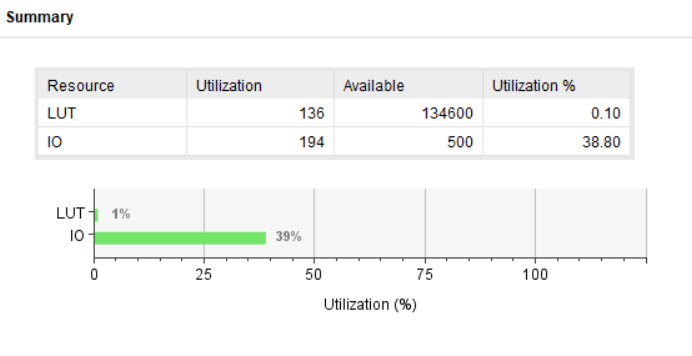 Summary
Resource Utilization Available Utilization %
LUT 136 134600 0.10
IO 194 500 38.80
LUT 1%
IO 39%
0 25 50 75 100
Utilization (%)